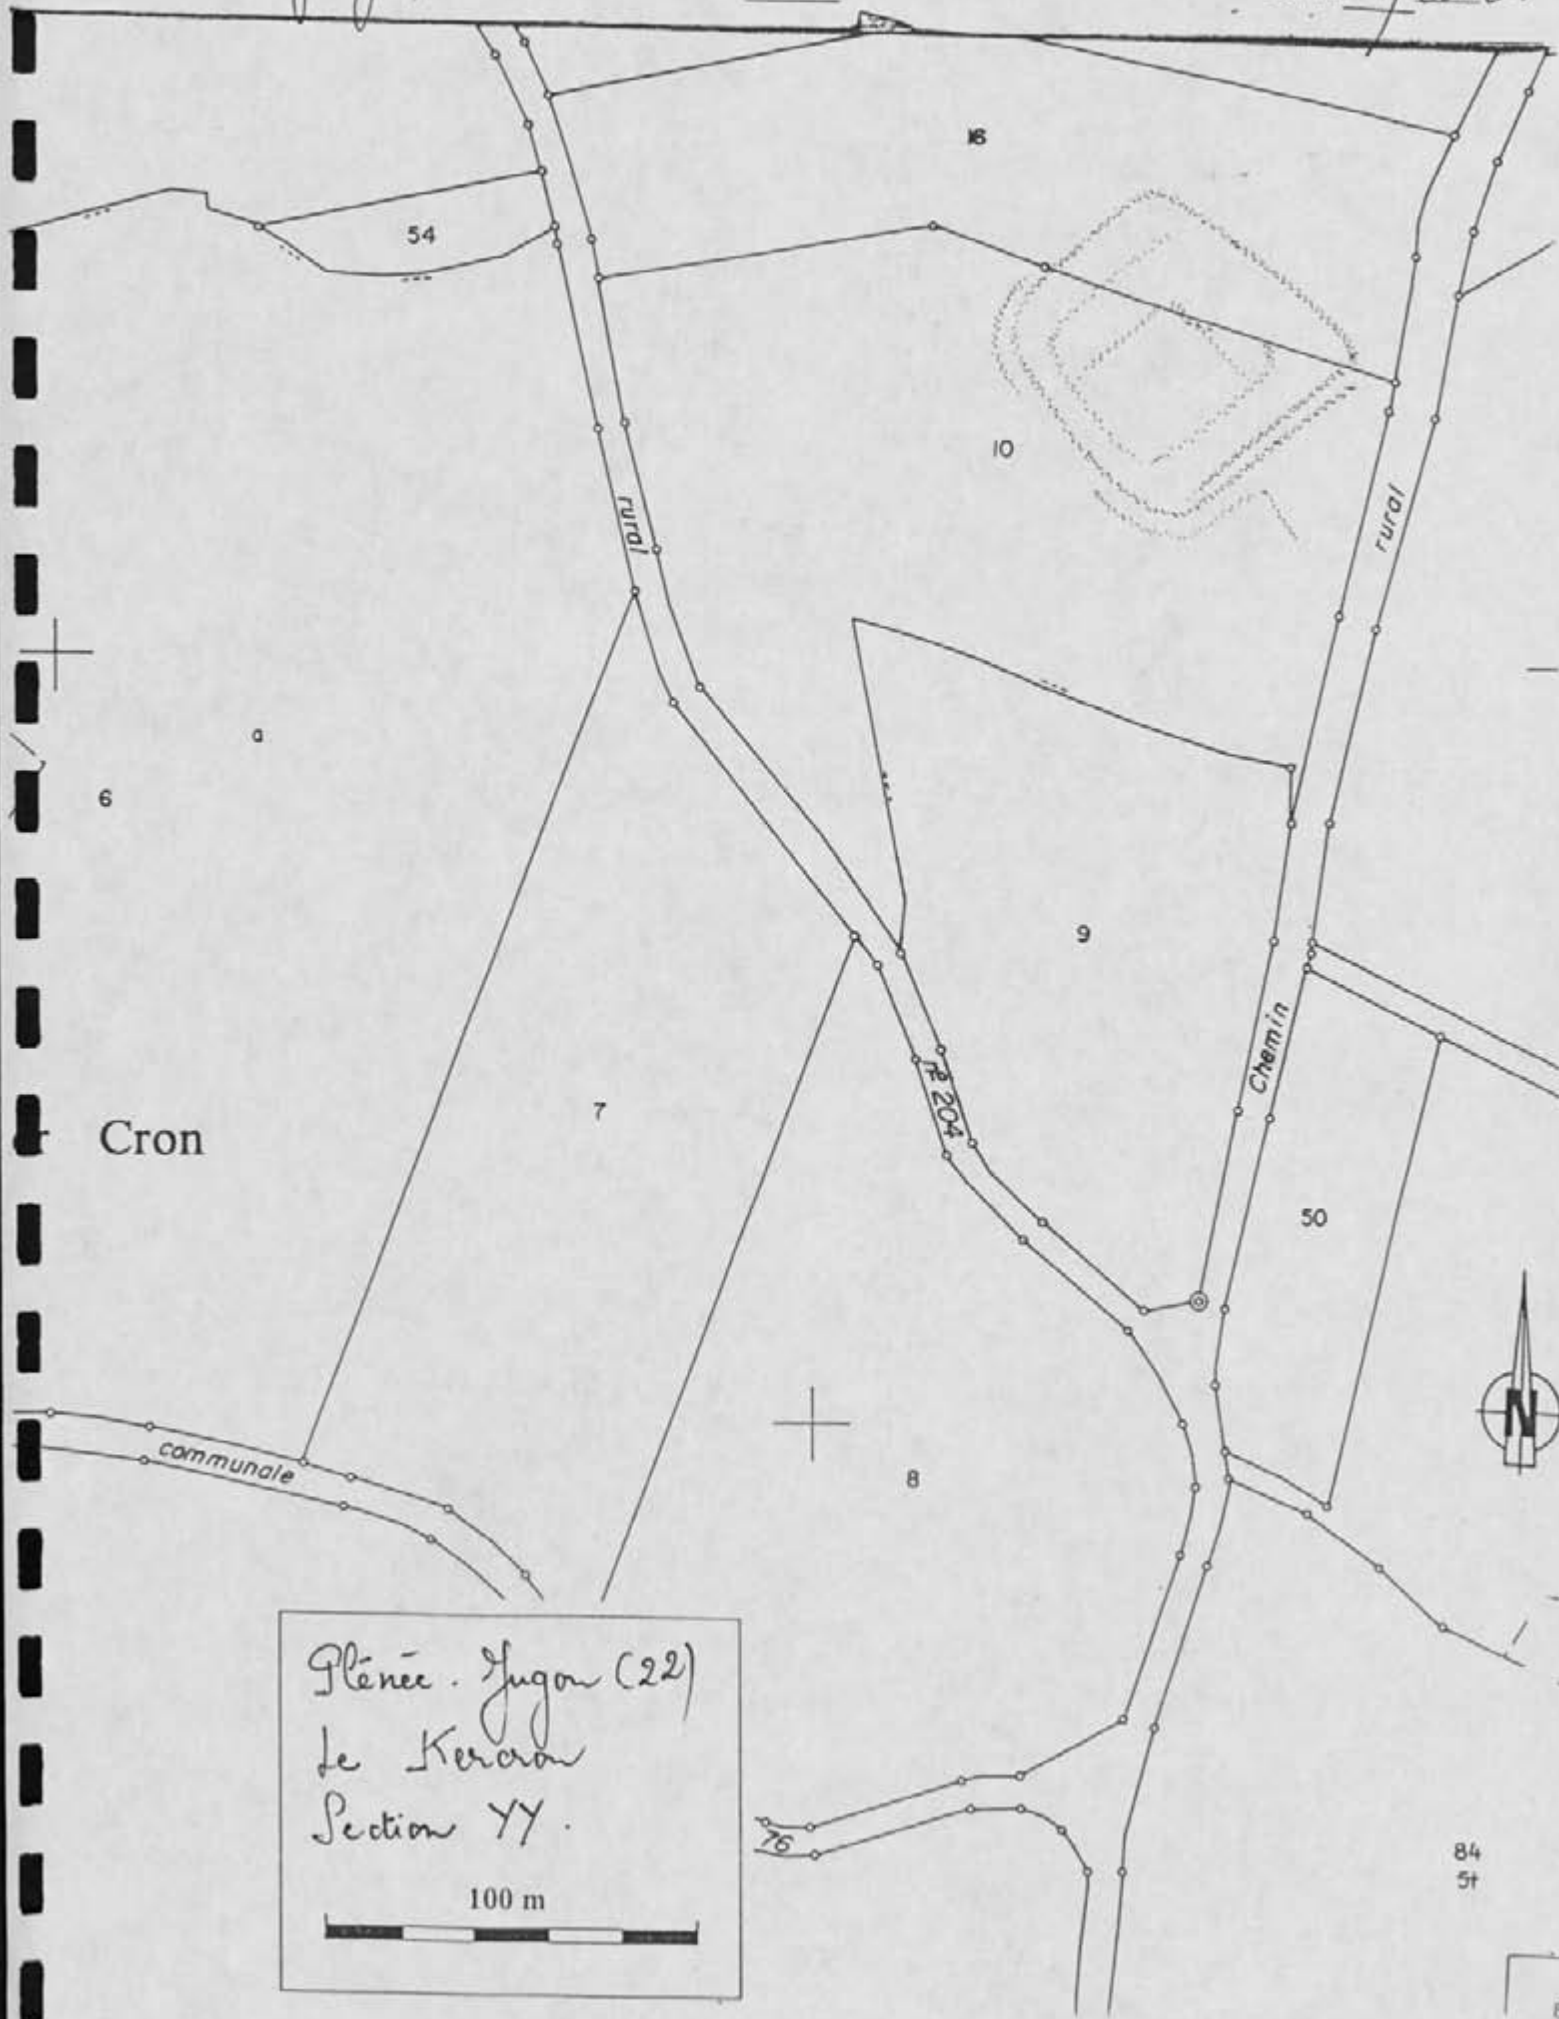 16
54
10
rural
rural
a
6
9
Chemin
n° 204
7
Cron
50
N
communale
8
Plénée. Jugon (22)
Le Kercron
Section YY.
76
84
St
100 m